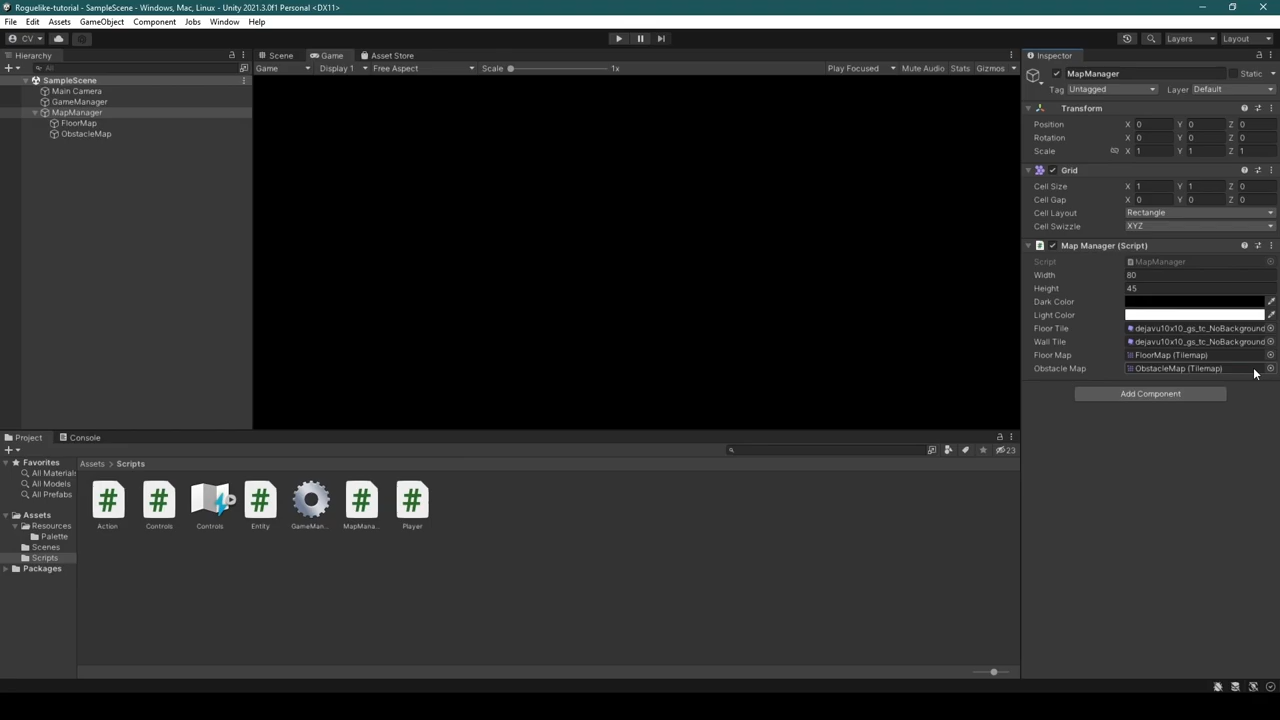 Roguelike-tutorial - SampleScene - Windows, Mac, Linux - Unity 2021.3.0f1 Personal <DX11>
File Edit Assets GameObject Component Jobs Window Help
CV Layers Layout
Hierarchy
All
SampleScene
Main Camera
GameManager
MapManager
FloorMap
ObstacleMap
Scene Game Asset Store
Game Display 1 Free Aspect Scale 1x Play Focused Mute Audio Stats Gizmos
Inspector
MapManager Static
Tag Untagged Layer Default
Transform
Position X 0 Y 0 Z 0
Rotation X 0 Y 0 Z 0
Scale X 1 Y 1 Z 1
Grid
Cell Size X 1 Y 1 Z 0
Cell Gap X 0 Y 0 Z 0
Cell Layout Rectangle
Cell Swizzle XYZ
# Map Manager (Script)
Script MapManager
Width 80
Height 45
Dark Color
Light Color
Floor Tile dejavu10x10_gs_tc_NoBackground
Wall Tile dejavu10x10_gs_tc_NoBackground
Floor Map FloorMap (Tilemap)
Obstacle Map ObstacleMap (Tilemap)
Add Component
Project Console
23
Favorites
All Materials
All Models
All Prefabs
Assets
Resources
Palette
Scenes
Scripts
Packages
Assets > Scripts
# # # # #
Action Controls Controls Entity GameMan... MapMana... Player